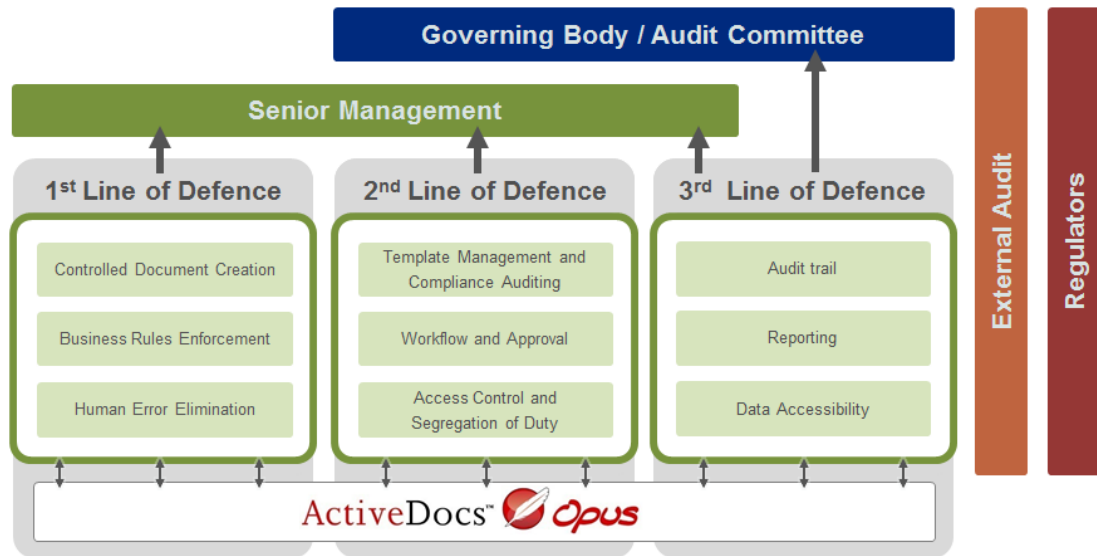 Governing Body / Audit Committee
Senior Management
1st Line of Defence
2nd Line of Defence
3rd Line of Defence
Controlled Document Creation
Business Rules Enforcement
Human Error Elimination
Template Management and
Compliance Auditing
Workflow and Approval
Access Control and
Segregation of Duty
Audit trail
Reporting
Data Accessibility
External Audit
Regulators
ActiveDocs™ Opus